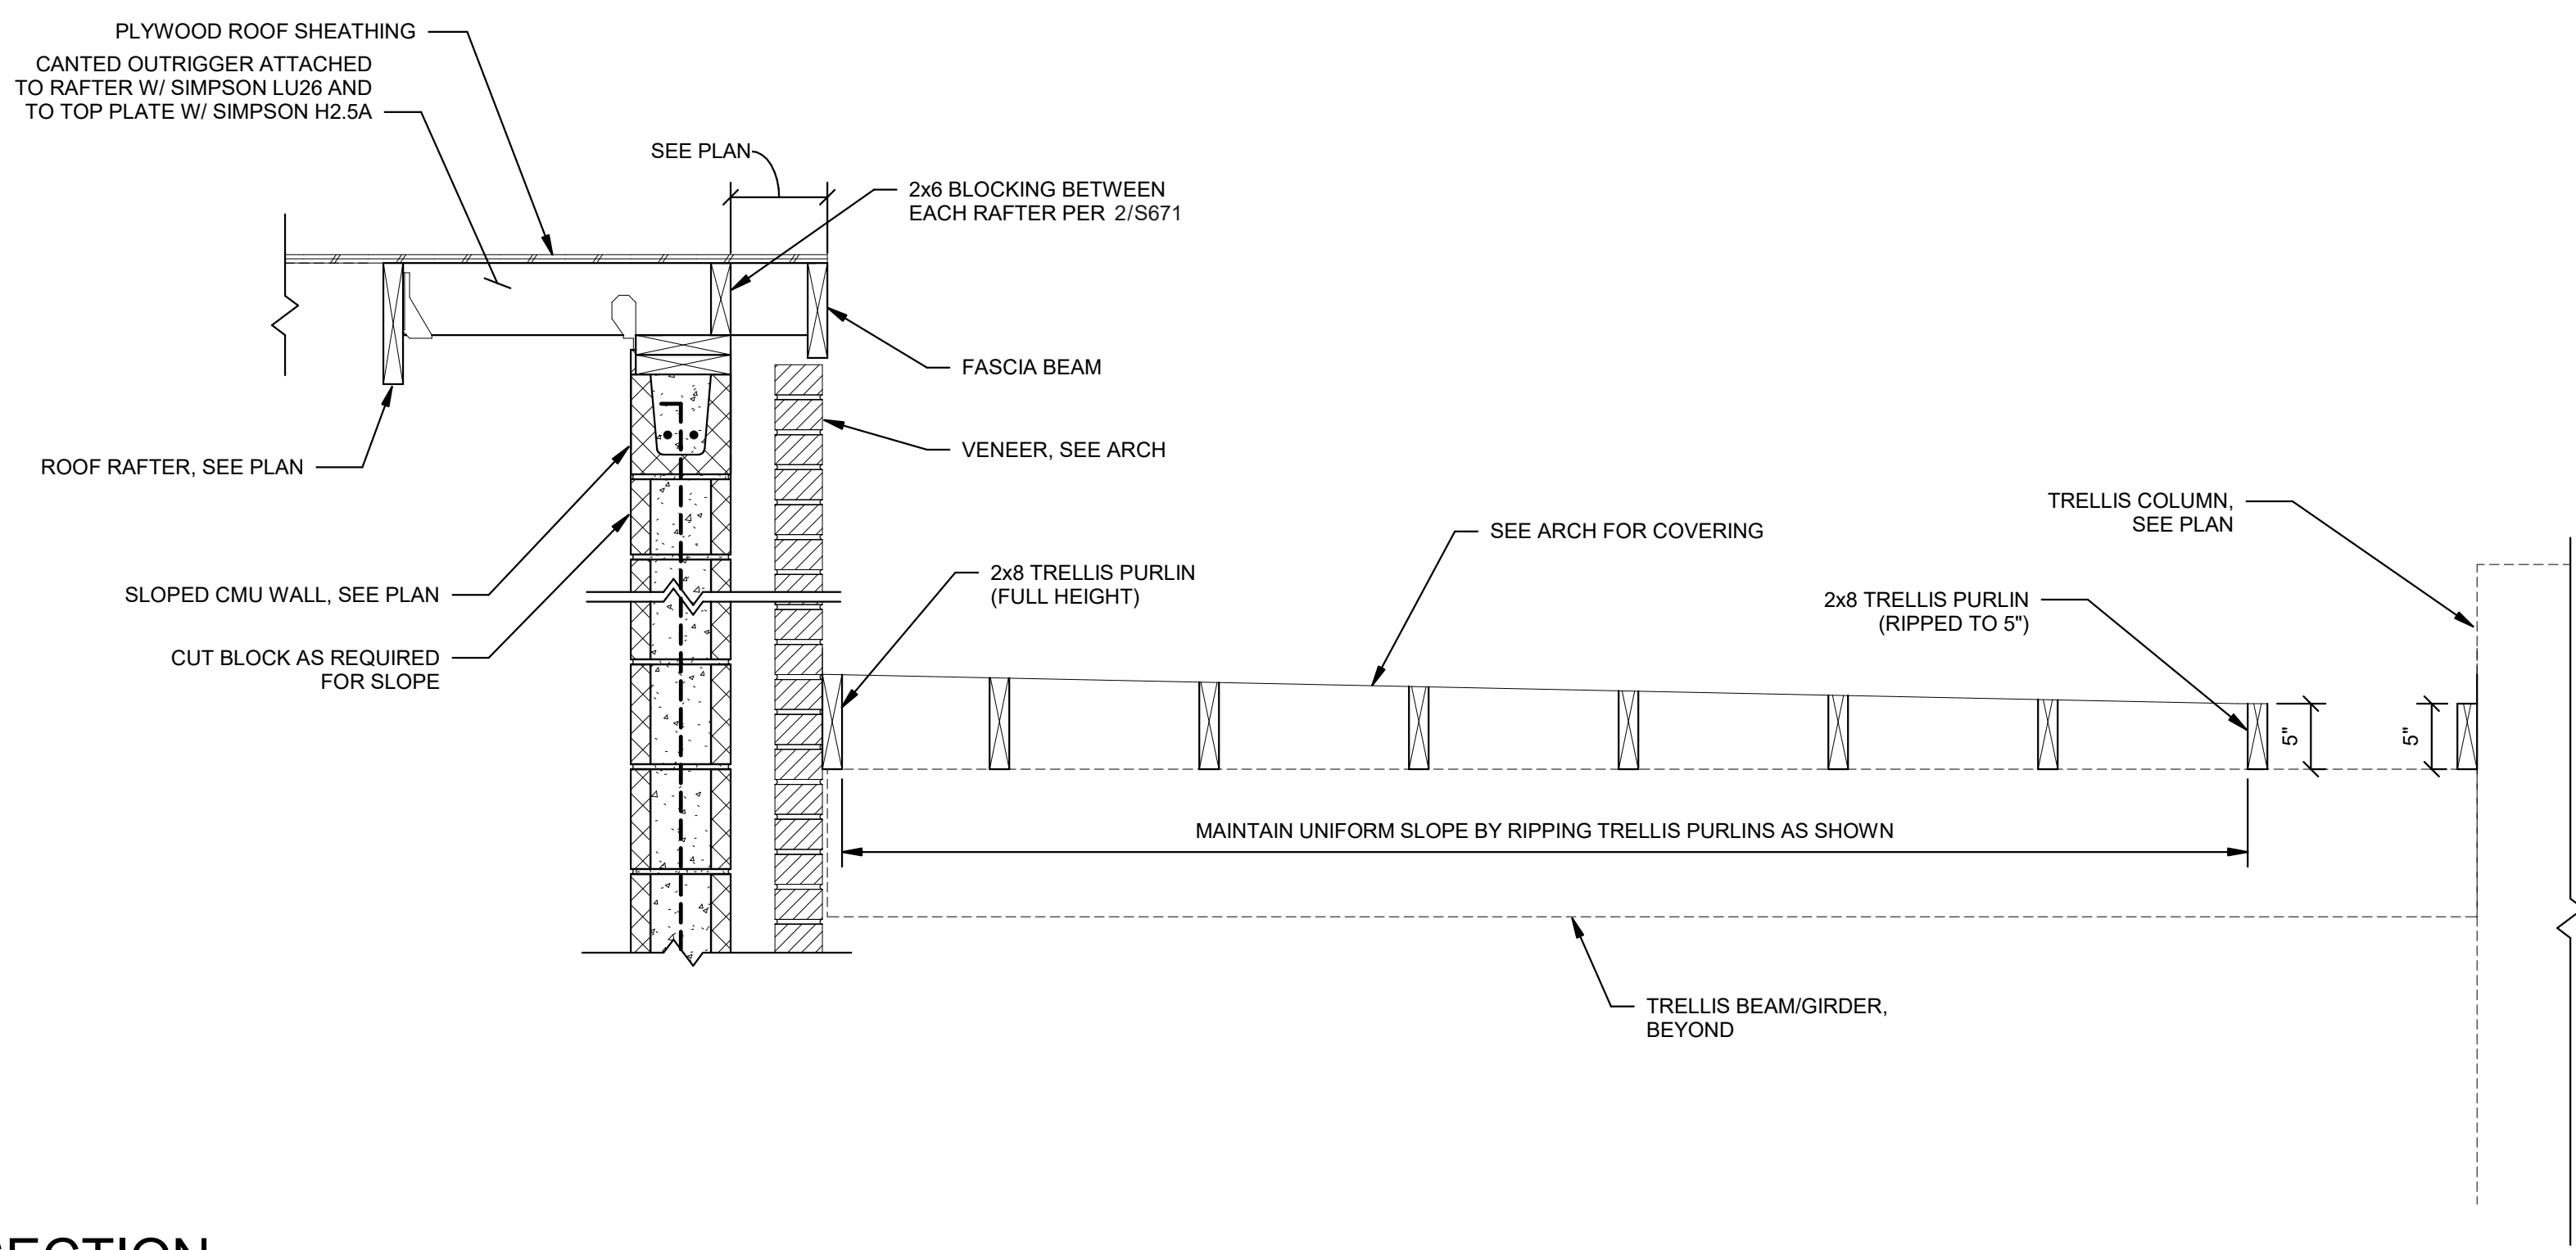 PLYWOOD ROOF SHEATHING
CANTED OUTRIGGER ATTACHED
TO RAFTER W/ SIMPSON LU26 AND
TO TOP PLATE W/ SIMPSON H2.5A
SEE PLAN
2x6 BLOCKING BETWEEN
EACH RAFTER PER 2/S671
FASCIA BEAM
VENEER, SEE ARCH
ROOF RAFTER, SEE PLAN
SLOPED CMU WALL, SEE PLAN
CUT BLOCK AS REQUIRED
FOR SLOPE
2x8 TRELLIS PURLIN
(FULL HEIGHT)
SEE ARCH FOR COVERING
TRELLIS COLUMN,
SEE PLAN
2x8 TRELLIS PURLIN
(RIPPED TO 5")
5"
5"
MAINTAIN UNIFORM SLOPE BY RIPPING TRELLIS PURLINS AS SHOWN
TRELLIS BEAM/GIRDER,
BEYOND
SECTION